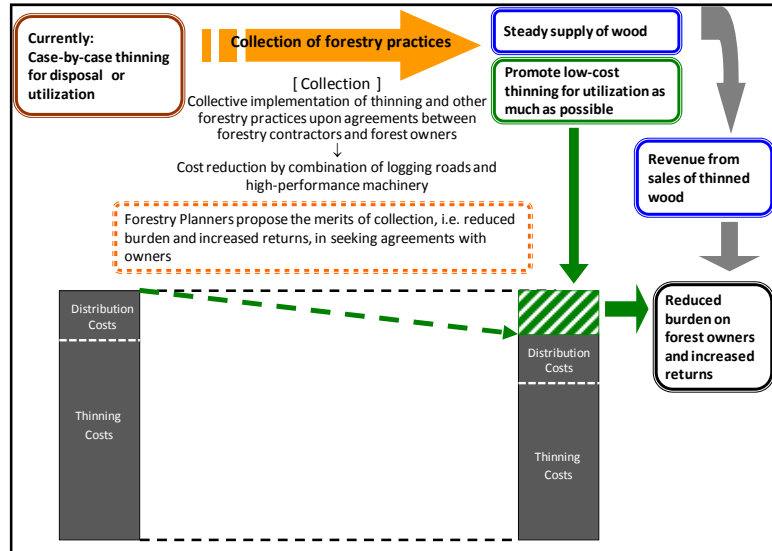 Currently:
Case-by-case thinning
for disposal or
utilization
Collection of forestry practices
Steady supply of wood
Promote low-cost
thinning for utilization as
much as possible
[ Collection ]
Collective implementation of thinning and other
forestry practices upon agreements between
forestry contractors and forest owners
↓
Cost reduction by combination of logging roads and
high-performance machinery
Revenue from
sales of thinned
wood
Forestry Planners propose the merits of collection, i.e. reduced
burden and increased returns, in seeking agreements with
owners
Distribution
Costs
Thinning
Costs
Distribution
Costs
Thinning
Costs
Reduced
burden on
forest owners
and increased
returns